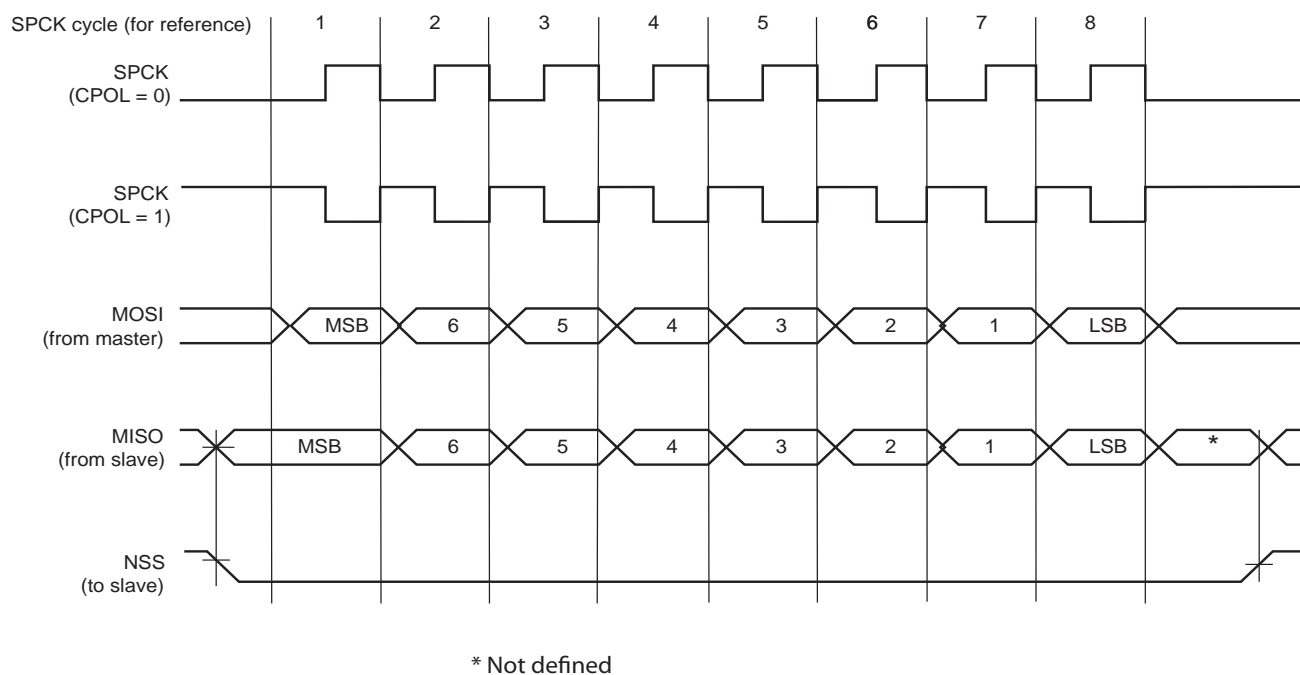 SPCK cycle (for reference) 1 2 3 4 5 6 7 8
SPCK
(CPOL = 0)
SPCK
(CPOL = 1)
MOSI
(from master)
MSB 6 5 4 3 2 1 LSB
MISO
(from slave)
MSB 6 5 4 3 2 1 LSB *
NSS
(to slave)
* Not defined